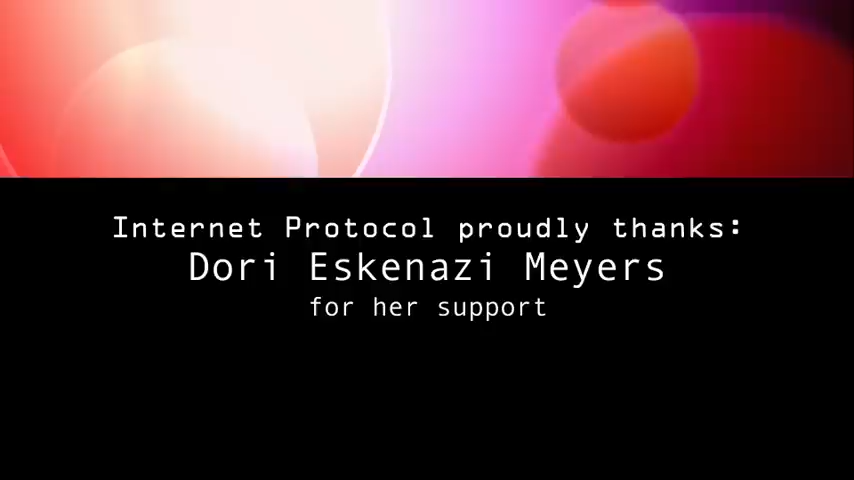 Internet Protocol proudly thanks:
Dori Eskenazi Meyers
for her support